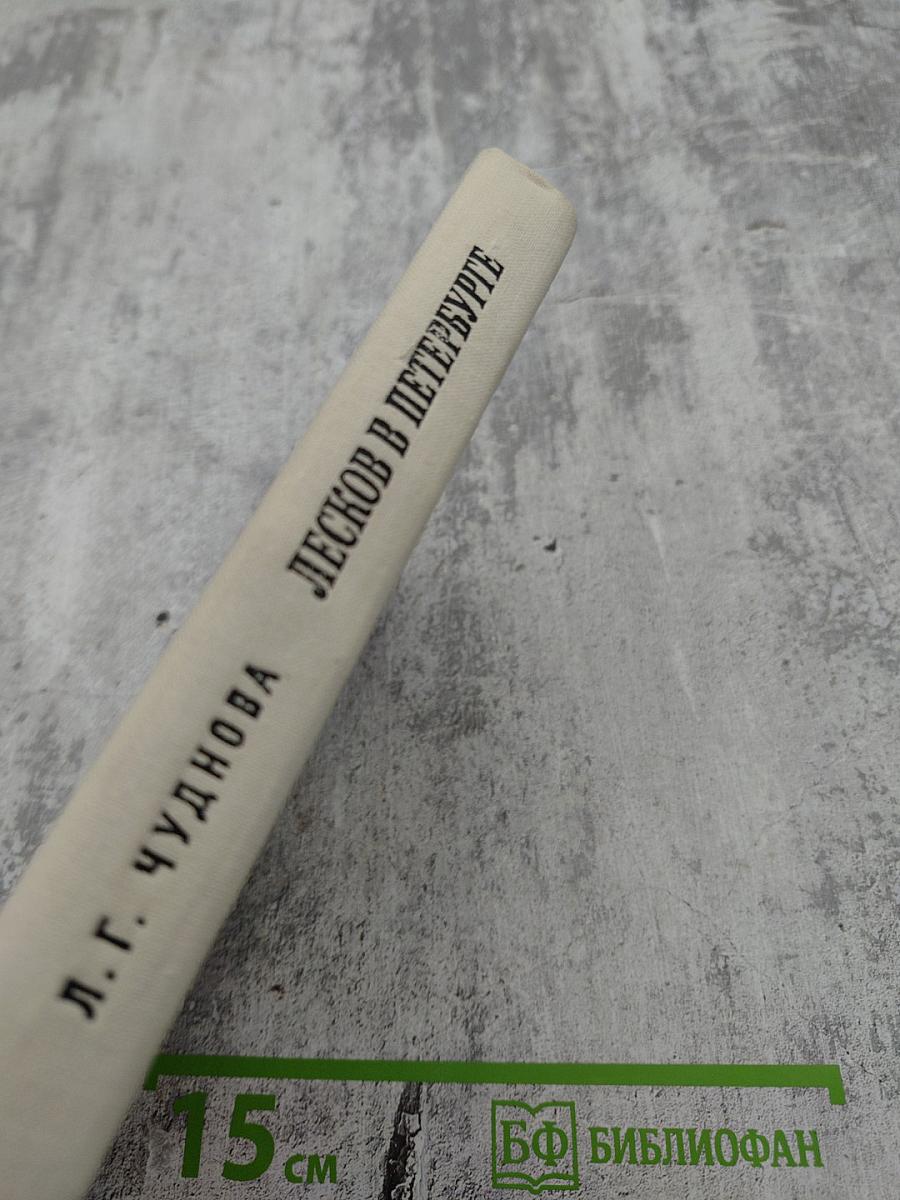 Л. Г. ЧУДНОВА
ЛЕСКОВ В ПЕТЕРБУРГЕ
15 см
БФ БИБЛИОФАН